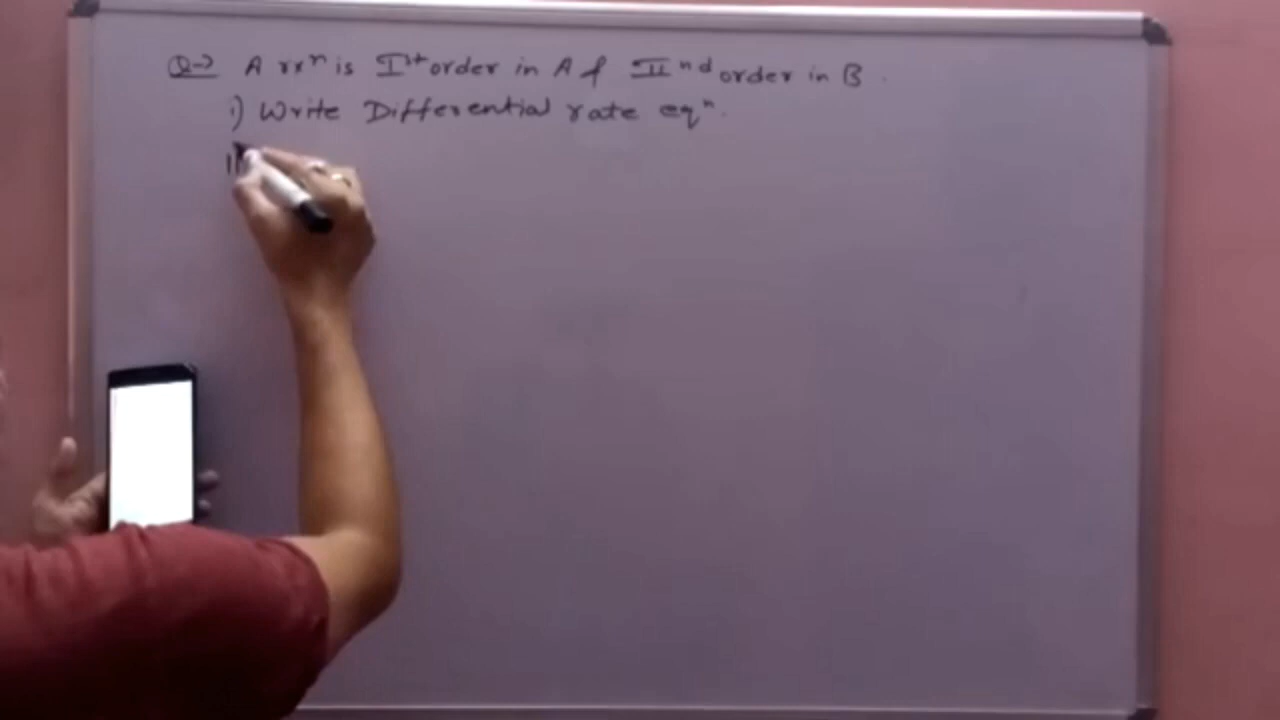 Q→ A rxⁿ is Iˢᵗ order in A & IIⁿᵈ order in B.
i) Write Differential rate eqⁿ.